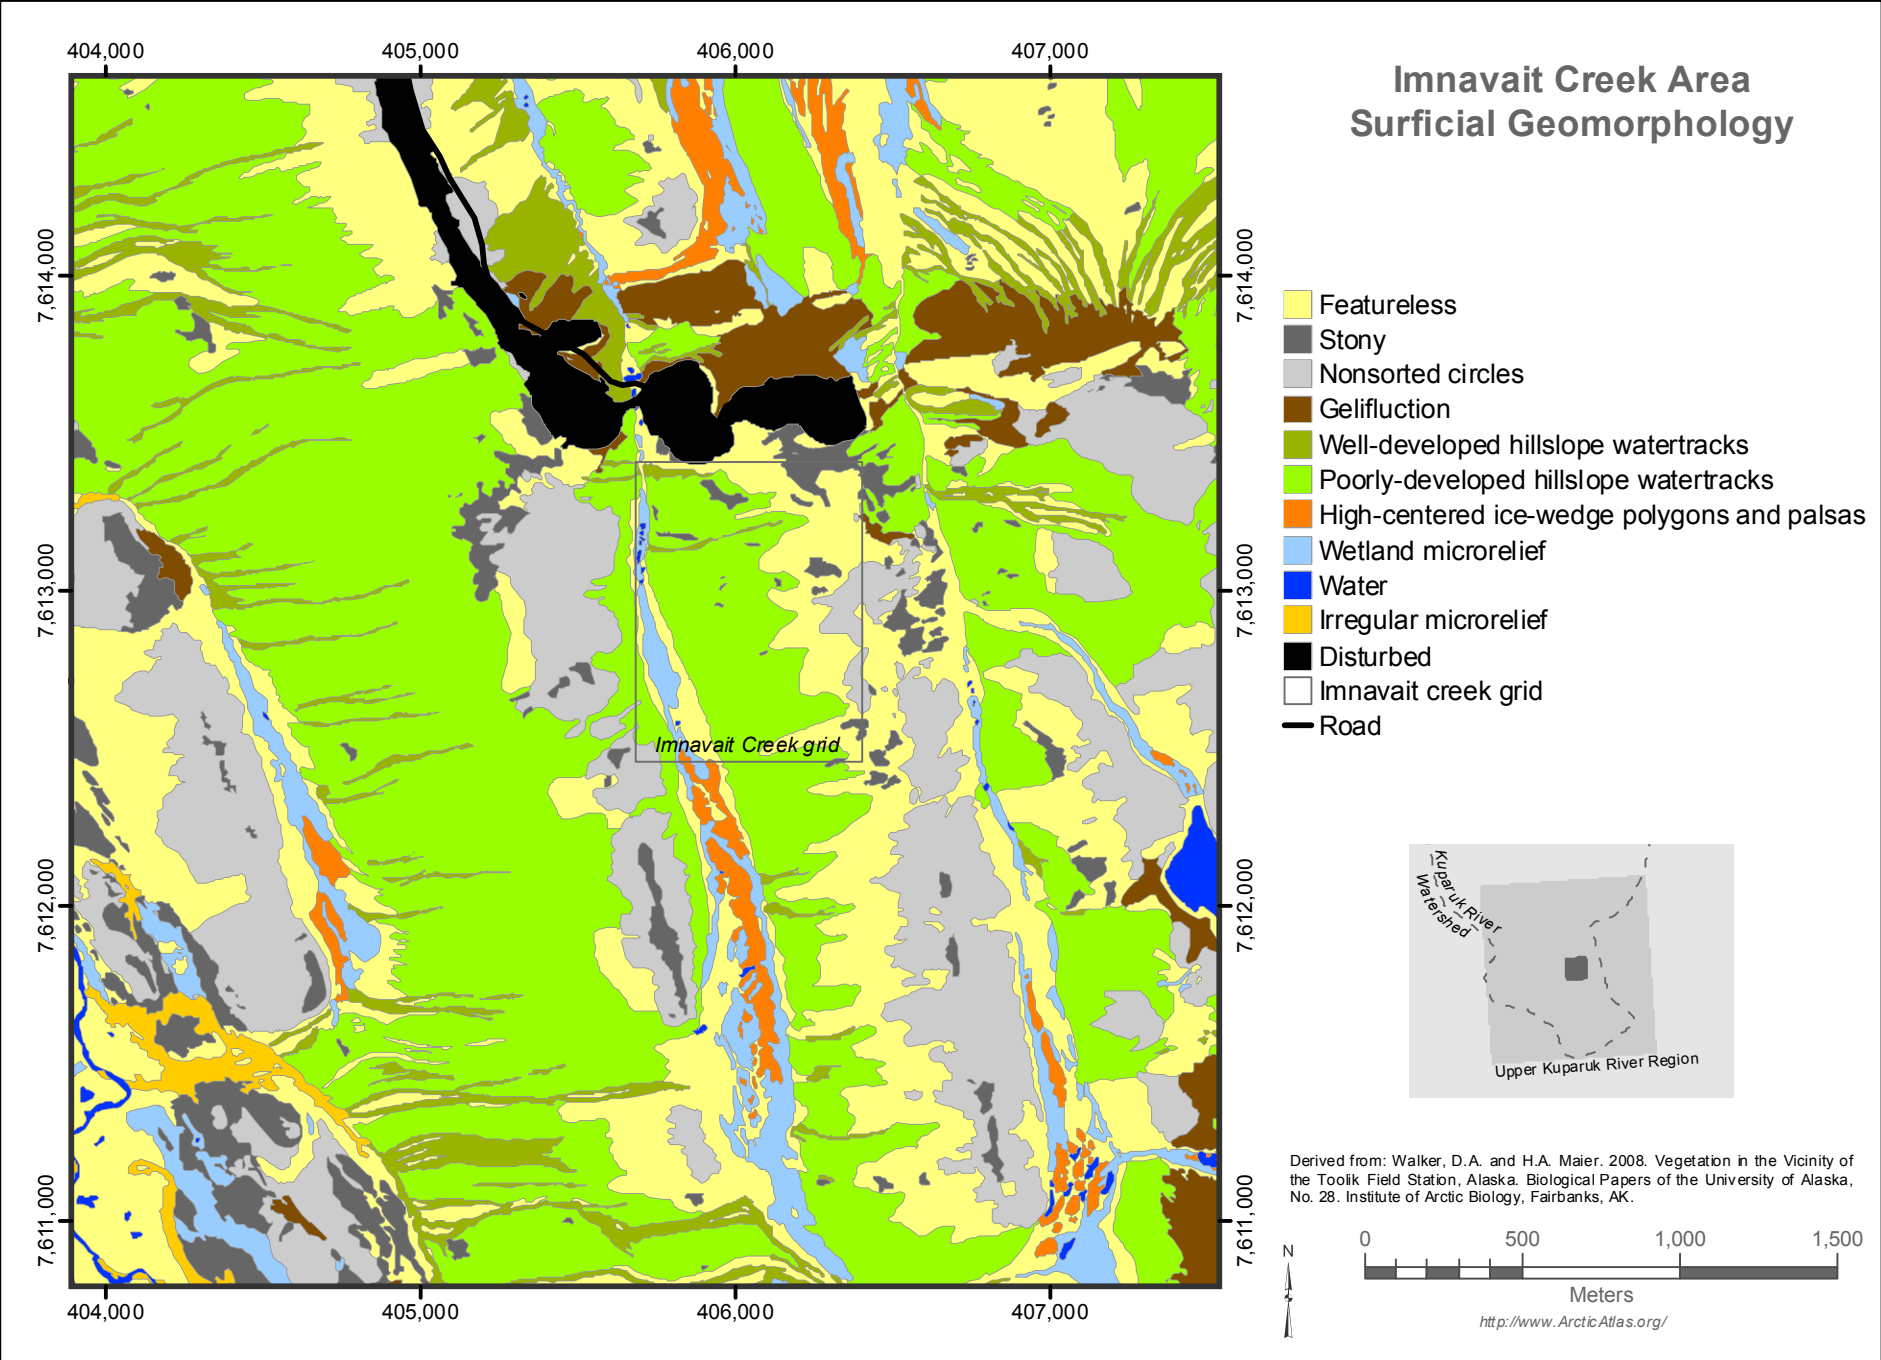 404,000
405,000
406,000
407,000
Imnavait Creek Area
Surficial Geomorphology
7,614,000
7,613,000
7,612,000
7,611,000
7,614,000
7,613,000
7,612,000
7,611,000
Imnavait Creek grid
404,000
405,000
406,000
407,000
Featureless
Stony
Nonsorted circles
Gelifluction
Well-developed hillslope watertracks
Poorly-developed hillslope watertracks
High-centered ice-wedge polygons and palsas
Wetland microrelief
Water
Irregular microrelief
Disturbed
Imnavait creek grid
Road
Kuparuk River
Watershed
Upper Kuparuk River Region
Derived from: Walker, D.A. and H.A. Maier. 2008. Vegetation in the Vicinity of
the Toolik Field Station, Alaska. Biological Papers of the University of Alaska,
No. 28. Institute of Arctic Biology, Fairbanks, AK.
N
0
500
1,000
1,500
Meters
http://www.ArcticAtlas.org/